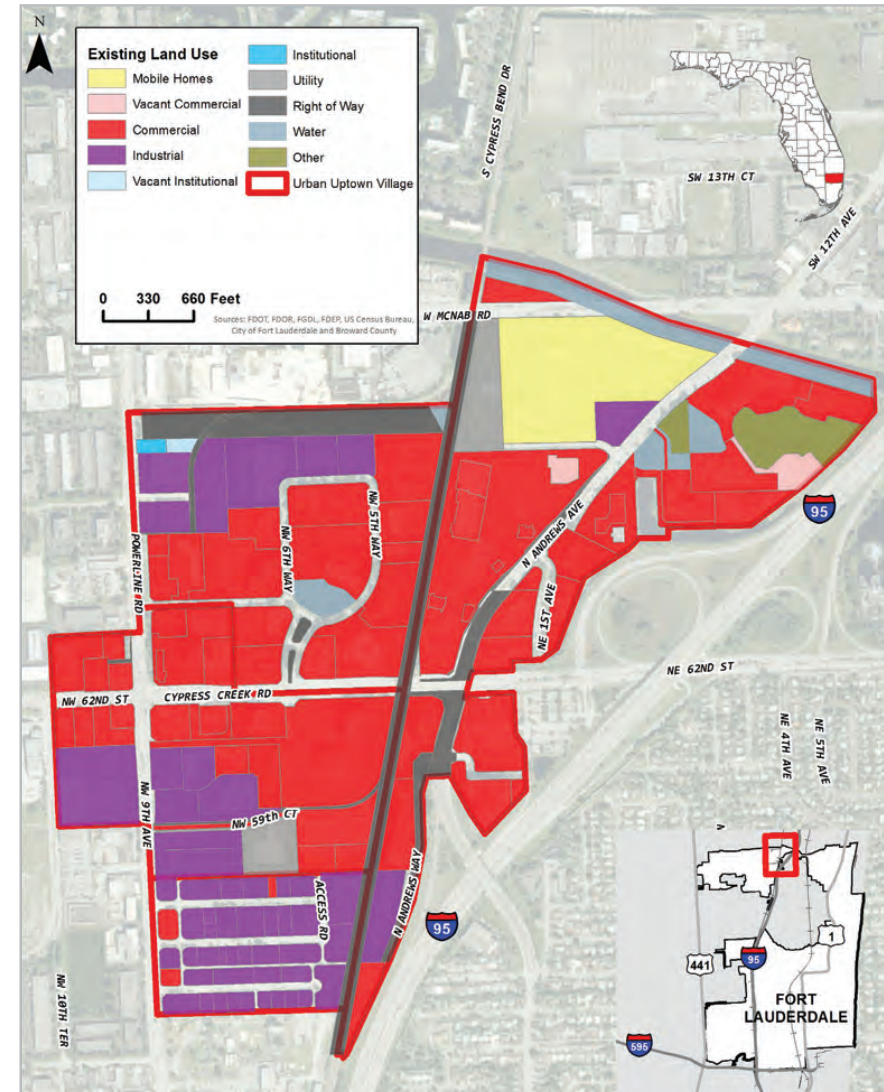 N
Existing Land Use
Mobile Homes
Vacant Commercial
Commercial
Industrial
Vacant Institutional
Institutional
Utility
Right of Way
Water
Other
Urban Uptown Village
0 330 660 Feet
Sources: FDOT, FDOR, FGDL, FDEP, US Census Bureau,
City of Fort Lauderdale and Broward County
S CYPRESS BEND DR
SW 13TH CT
SW 12TH AVE
W MCNAB RD
95
N ANDREWS AVE
NW 5TH WAY
NW 6TH WAY
POWERLINE RD
NE 1ST AVE
NE 62ND ST
NW 62ND ST
CYPRESS CREEK RD
NE 4TH AVE
NE 5TH AVE
NW 9TH AVE
NW 59th CT
ACCESS RD
N ANDREWS WAY
95
NW 10TH TER
1
441
95
FORT
LAUDERDALE
595